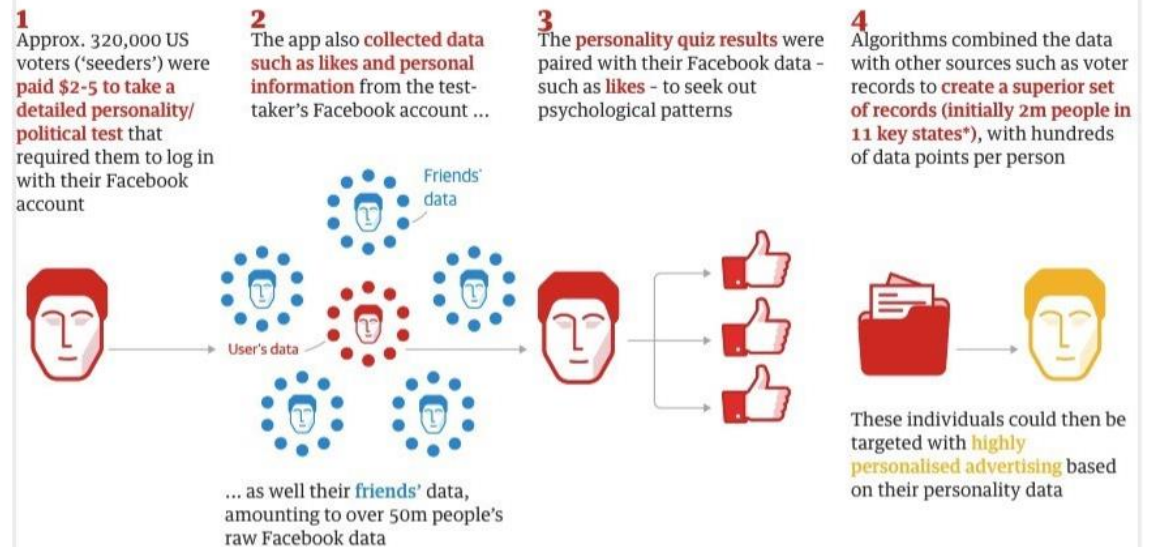 1
Approx. 320,000 US
voters (‘seeders’) were
paid $2-5 to take a
detailed personality/
political test that
required them to log in
with their Facebook
account
2
The app also collected data
such as likes and personal
information from the test-
taker’s Facebook account ...
Friends’
data
User’s data
... as well their friends’ data,
amounting to over 50m people’s
raw Facebook data
3
The personality quiz results were
paired with their Facebook data -
such as likes - to seek out
psychological patterns
4
Algorithms combined the data
with other sources such as voter
records to create a superior set
of records (initially 2m people in
11 key states*), with hundreds
of data points per person
These individuals could then be
targeted with highly
personalised advertising based
on their personality data